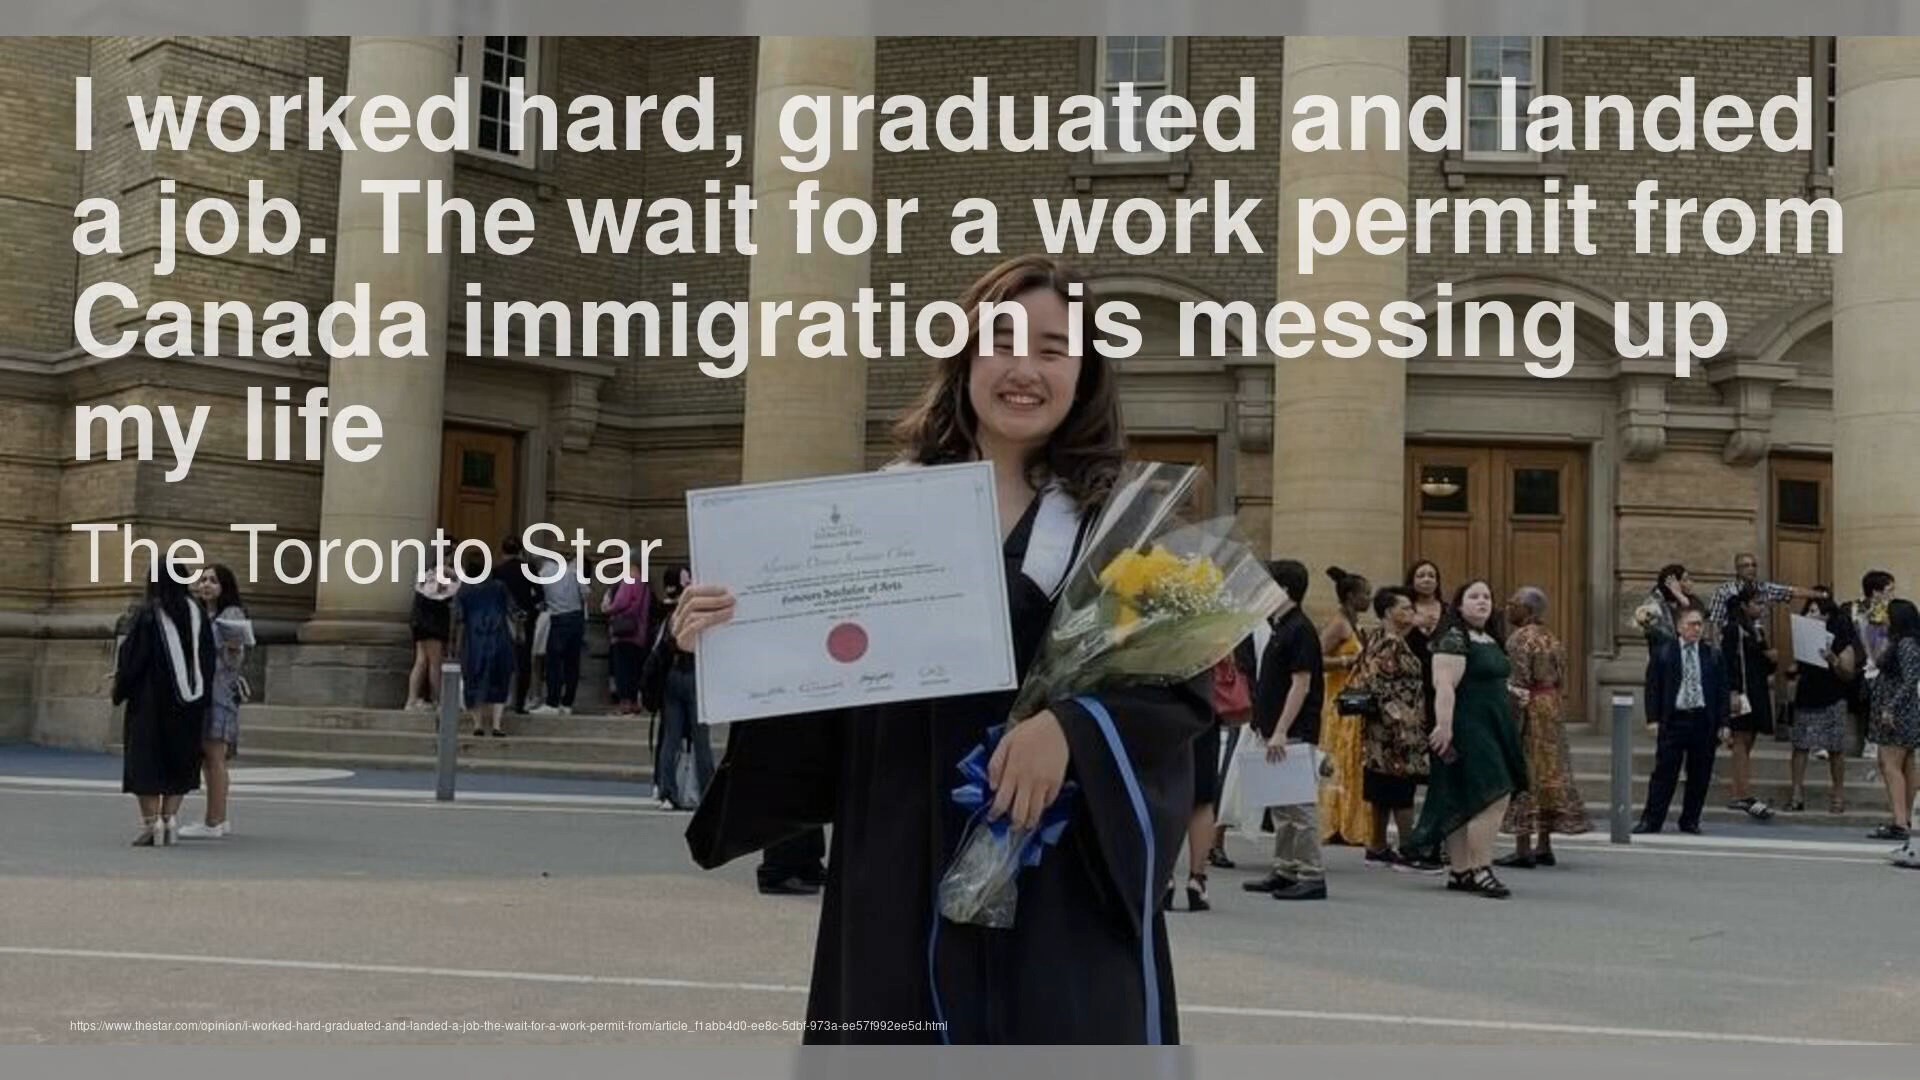 I worked hard, graduated and landed
a job. The wait for a work permit from
Canada immigration is messing up
my life
The Toronto Star
Honours Bachelor of Arts
https://www.thestar.com/opinion/i-worked-hard-graduated-and-landed-a-job-the-wait-for-a-work-permit-from/article_f1abb4d0-ee8c-5dbf-973a-ee57f992ee5d.html